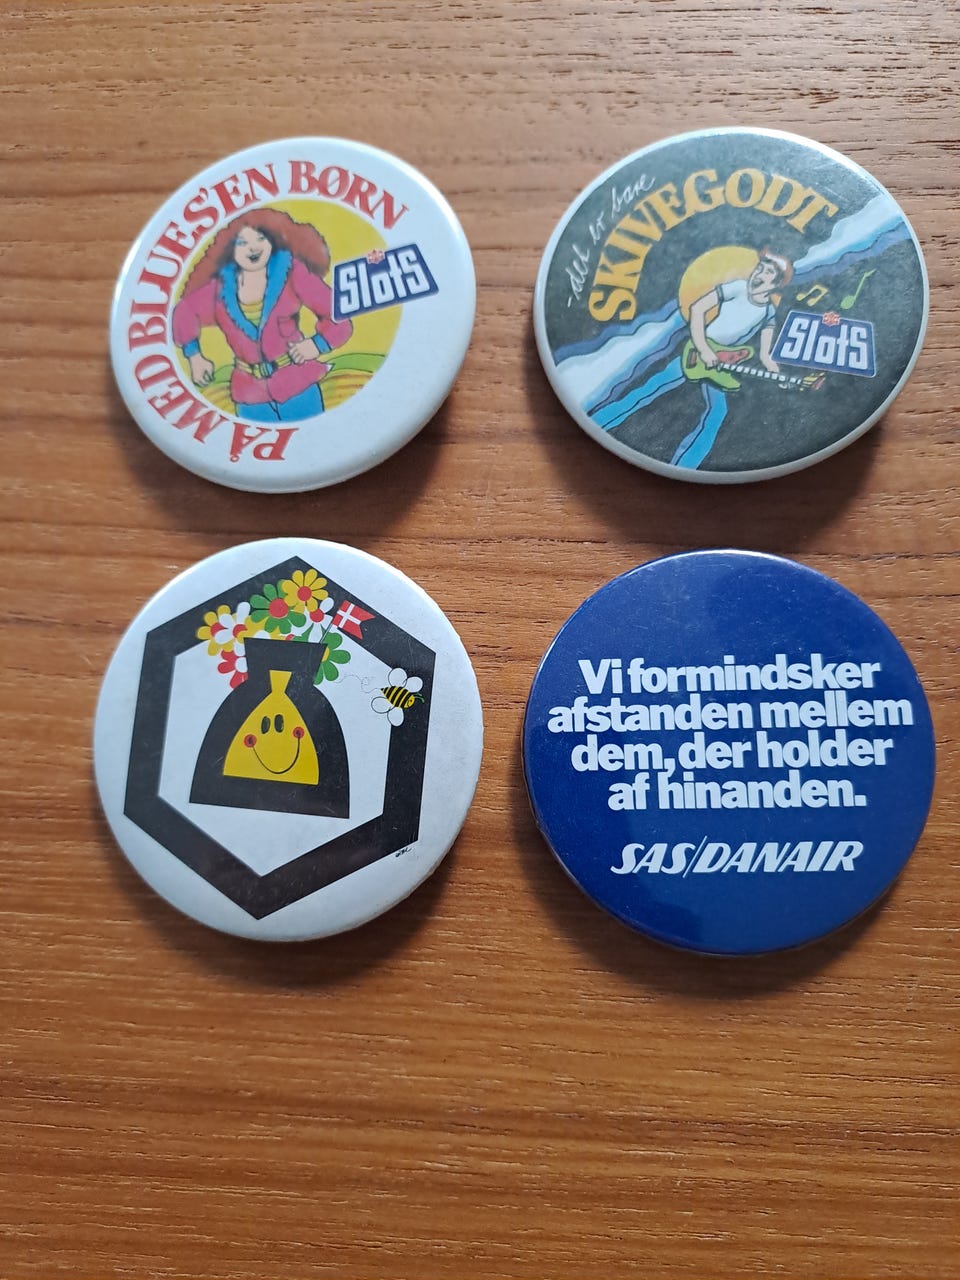 PÅ MED BLUES'EN BØRN
Slots
- det er bare
SKIVEGODT
Slots
Vi formindsker
afstanden mellem
dem, der holder
af hinanden.
SAS/DANAIR